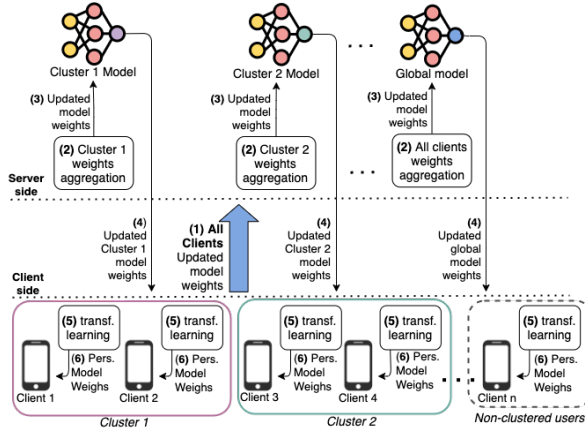 Cluster 1 Model
Cluster 2 Model
Global model
(3) Updated
model
weights
(3) Updated
model
weights
(3) Updated
model
weights
(2) Cluster 1
weights
aggregation
(2) Cluster 2
weights
aggregation
(2) All clients
weights
aggregation
Server
side
(4)
Updated
Cluster 1
model
weights
(1) All
Clients
Updated
model
weights
(4)
Updated
Cluster 2
model
weights
(4)
Updated
global
model
weights
Client
side
(5) transf.
learning
(5) transf.
learning
(5) transf.
learning
(5) transf.
learning
(5) transf.
learning
(6) Pers.
Model
Weighs
(6) Pers.
Model
Weighs
(6) Pers.
Model
Weighs
(6) Pers.
Model
Weighs
(6) Pers.
Model
Weighs
Client 1
Client 2
Client 3
Client 4
Client n
Cluster 1
Cluster 2
Non-clustered users